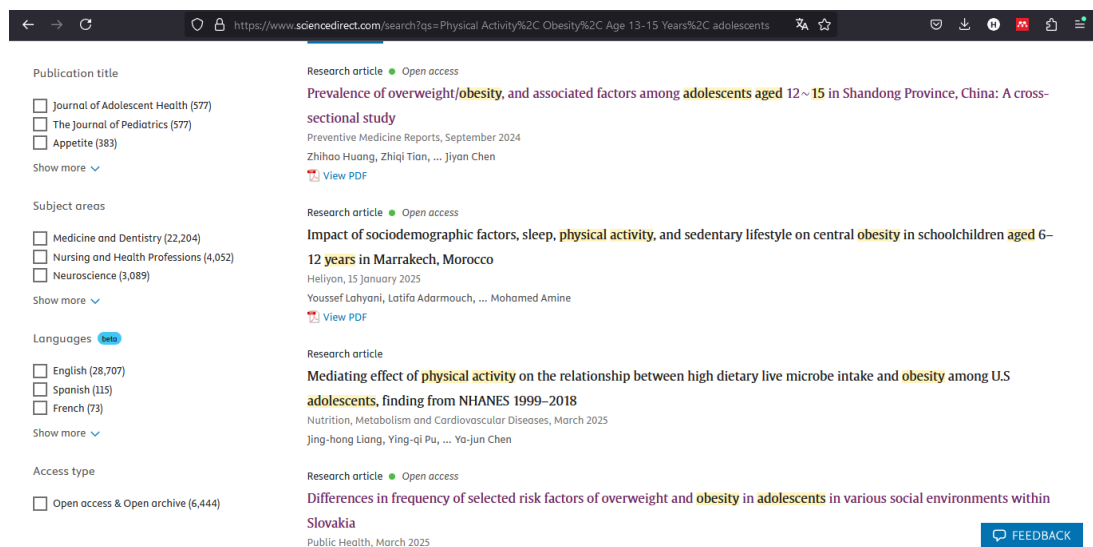 https://www.sciencedirect.com/search?qs=Physical Activity%2C Obesity%2C Age 13-15 Years%2C adolescents
Publication title
Journal of Adolescent Health (577)
The Journal of Pediatrics (577)
Appetite (383)
Show more
Subject areas
Medicine and Dentistry (22,204)
Nursing and Health Professions (4,052)
Neuroscience (3,089)
Show more
Languages beta
English (28,707)
Spanish (115)
French (73)
Show more
Access type
Open access & Open archive (6,444)
Research article Open access
Prevalence of overweight/obesity, and associated factors among adolescents aged 12~15 in Shandong Province, China: A cross-
sectional study
Preventive Medicine Reports, September 2024
Zhihao Huang, Zhiqi Tian, ... Jiyan Chen
View PDF
Research article Open access
Impact of sociodemographic factors, sleep, physical activity, and sedentary lifestyle on central obesity in schoolchildren aged 6–
12 years in Marrakech, Morocco
Heliyon, 15 January 2025
Youssef Lahyani, Latifa Adarmouch, ... Mohamed Amine
View PDF
Research article
Mediating effect of physical activity on the relationship between high dietary live microbe intake and obesity among U.S
adolescents, finding from NHANES 1999–2018
Nutrition, Metabolism and Cardiovascular Diseases, March 2025
Jing-hong Liang, Ying-qi Pu, ... Ya-jun Chen
Research article Open access
Differences in frequency of selected risk factors of overweight and obesity in adolescents in various social environments within
Slovakia
Public Health, March 2025
FEEDBACK